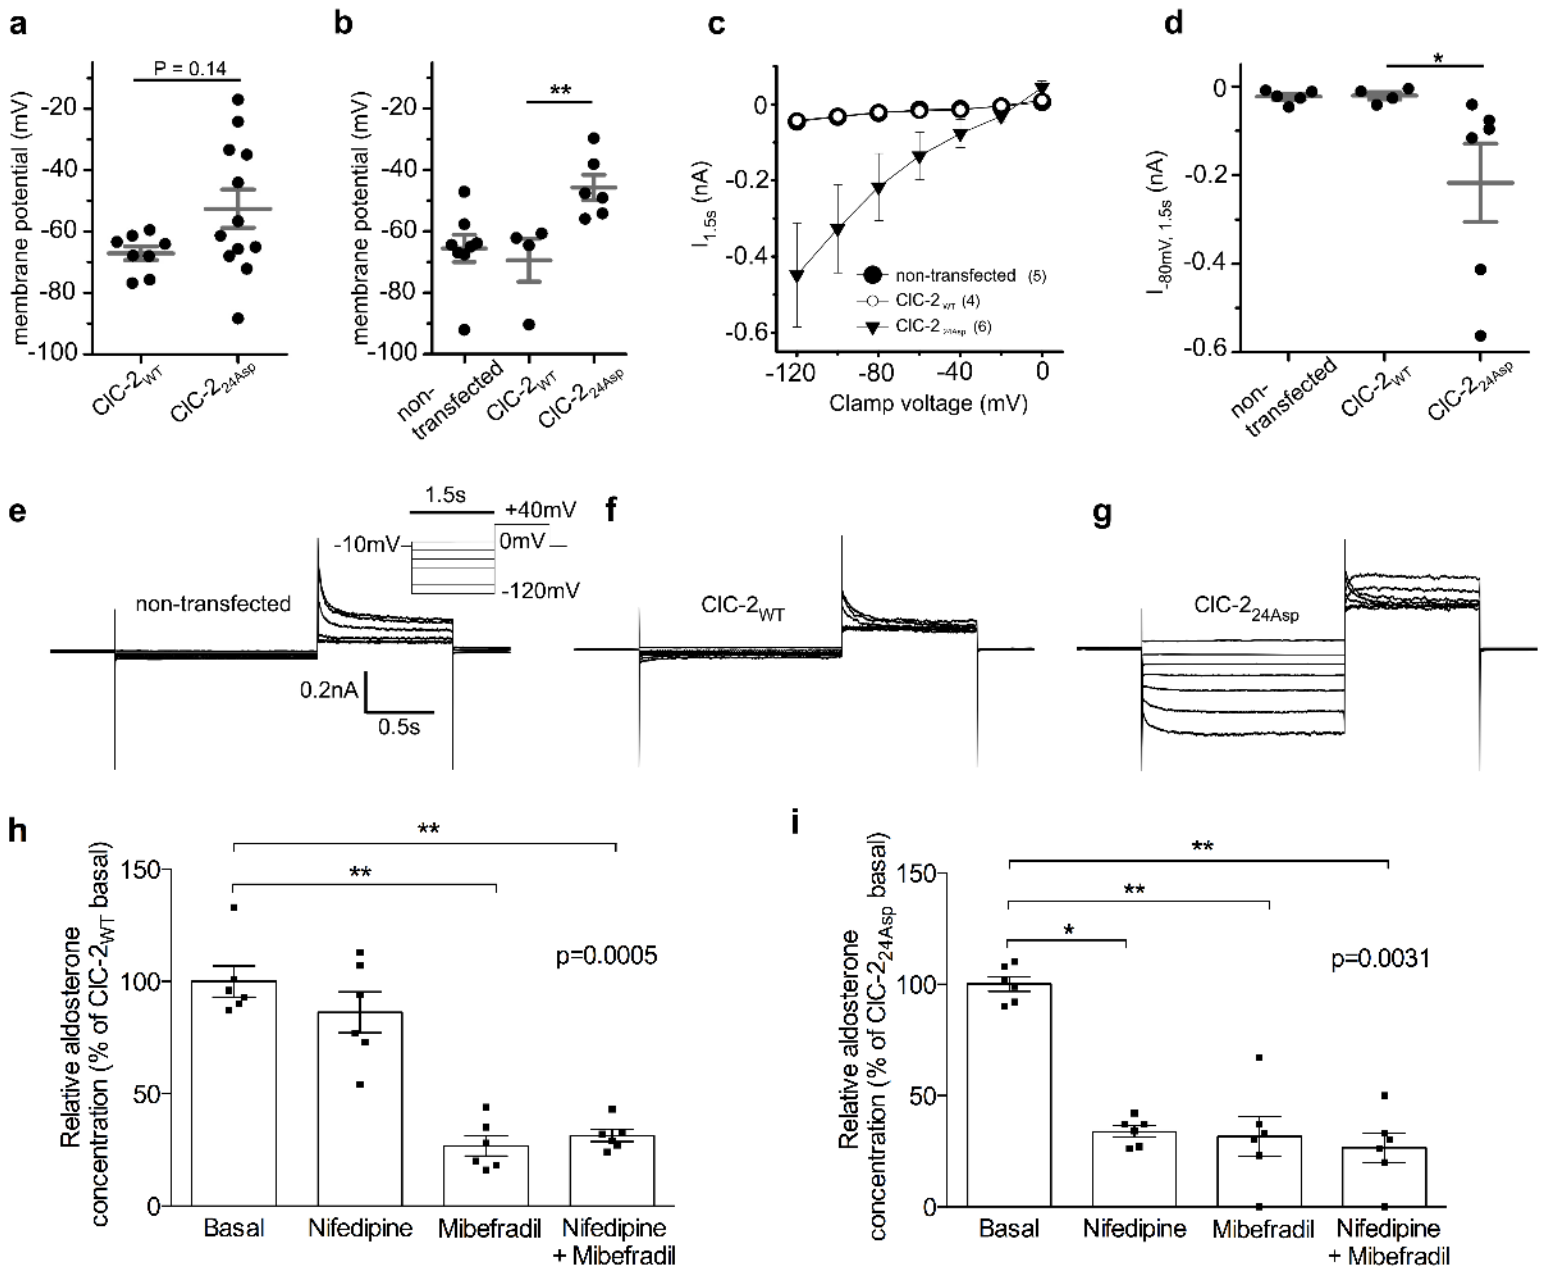 a
P = 0.14
membrane potential (mV)
-20
-40
-60
-80
-100
ClC-2WT
ClC-224Asp
b
**
membrane potential (mV)
-20
-40
-60
-80
-100
non-
transfected
ClC-2WT
ClC-224Asp
c
I1.5s (nA)
0
-0.2
-0.4
-0.6
non-transfected (5)
ClC-2WT (4)
ClC-224Asp (6)
-120
-80
-40
0
Clamp voltage (mV)
d
*
I-80mV, 1.5s (nA)
0
-0.2
-0.4
-0.6
non-
transfected
ClC-2WT
ClC-224Asp
e
1.5s
+40mV
-10mV
0mV
-120mV
non-transfected
0.2nA
0.5s
f
ClC-2WT
g
ClC-224Asp
h
**
**
p=0.0005
Relative aldosterone
concentration (% of ClC-2WT basal)
150
100
50
0
Basal
Nifedipine
Mibefradil
Nifedipine
+ Mibefradil
i
**
**
*
p=0.0031
Relative aldosterone
concentration (% of ClC-224Asp basal)
150
100
50
0
Basal
Nifedipine
Mibefradil
Nifedipine
+ Mibefradil